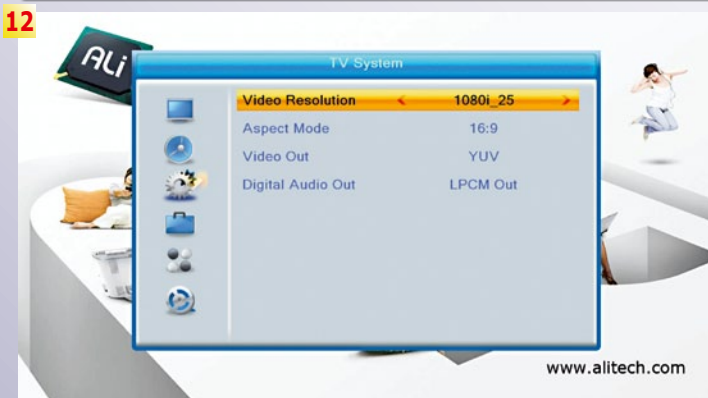 12
ALi
TV System
Video Resolution < 1080i_25 >
Aspect Mode 16:9
Video Out YUV
Digital Audio Out LPCM Out
www.alitech.com